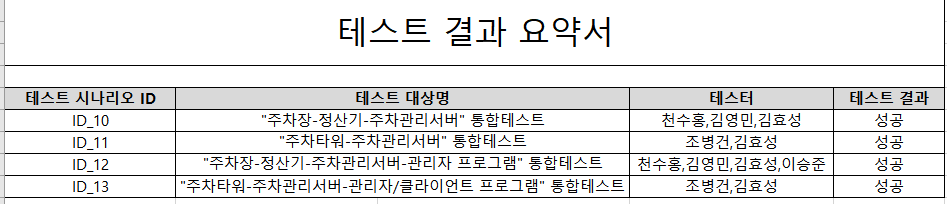 테스트 결과 요약서
테스트 시나리오 ID 테스트 대상명 테스터 테스트 결과
ID_10 "주차장-정산기-주차관리서버" 통합테스트 천수홍,김영민,김효성 성공
ID_11 "주차타워-주차관리서버" 통합테스트 조병건,김효성 성공
ID_12 "주차장-정산기-주차관리서버-관리자 프로그램" 통합테스트 천수홍,김영민,김효성,이승준 성공
ID_13 "주차타워-주차관리서버-관리자/클라이언트 프로그램" 통합테스트 조병건,김효성 성공